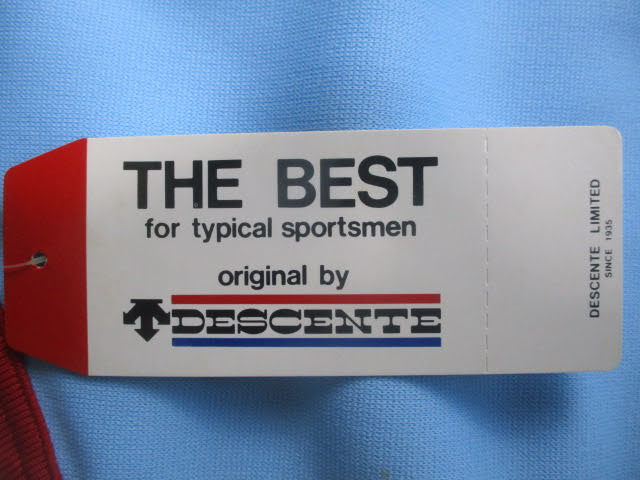 THE BEST
for typical sportsmen
original by
DESCENTE
DESCENTE LIMITED
SINCE 1935